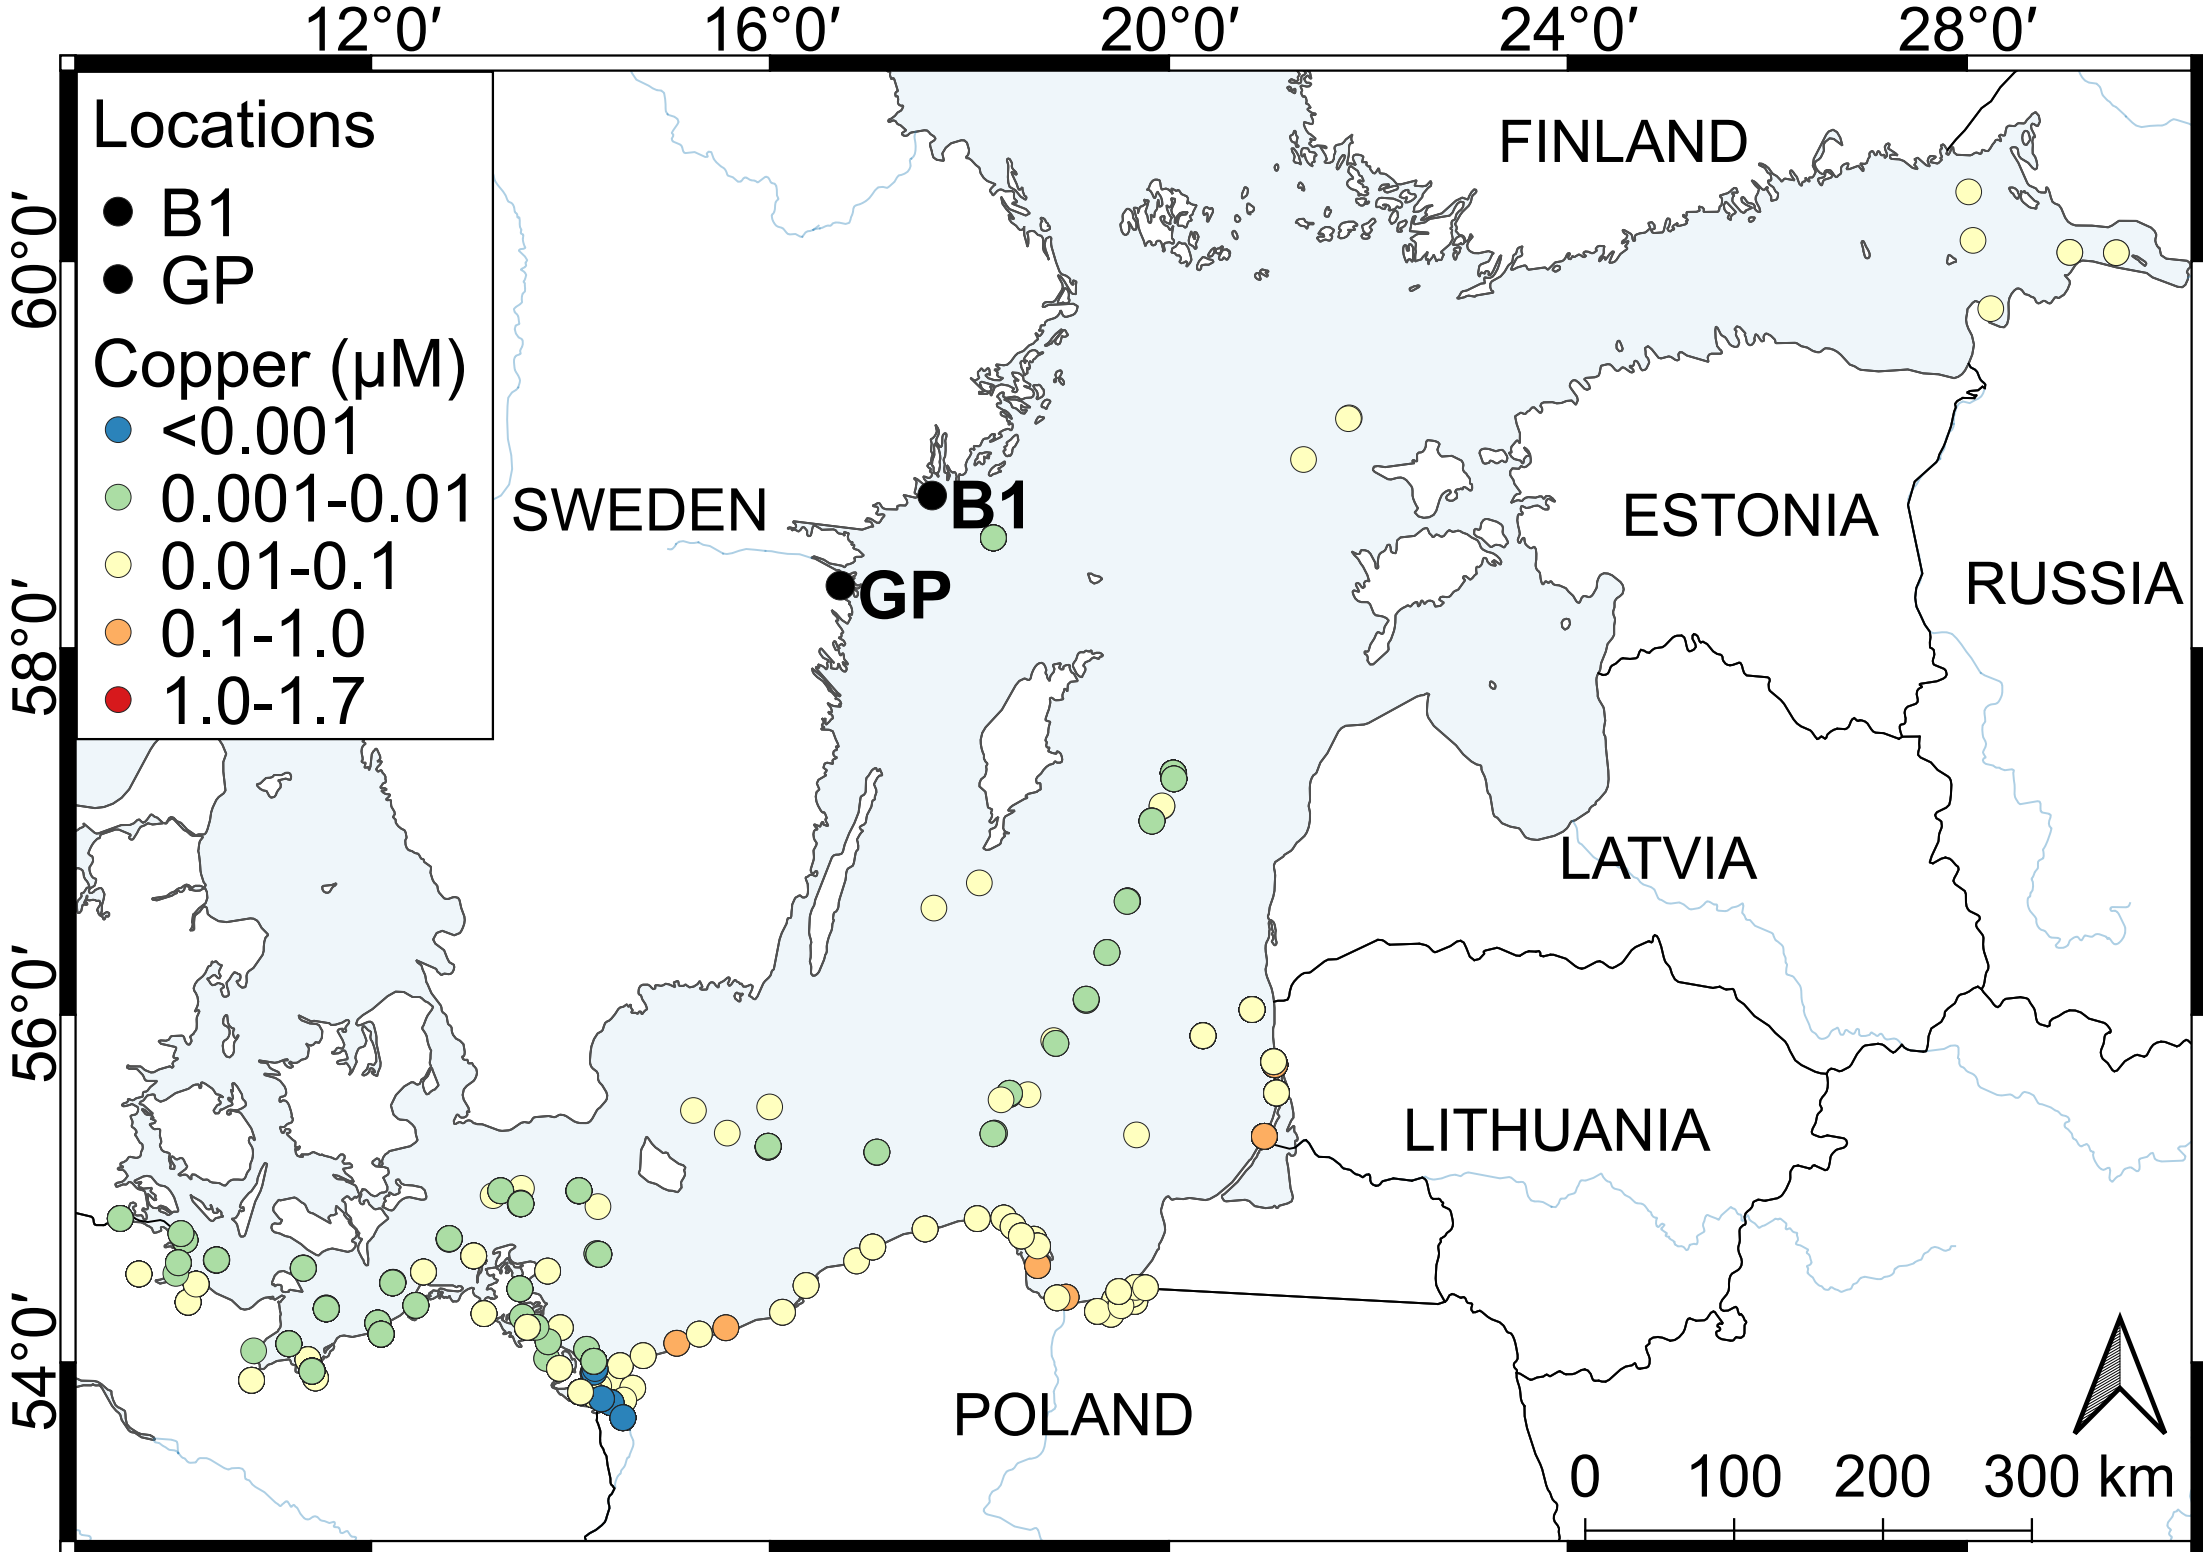 12°0′ 16°0′ 20°0′ 24°0′ 28°0′
Locations
B1
GP
Copper (µM)
<0.001
0.001-0.01
0.01-0.1
0.1-1.0
1.0-1.7
60°0′
58°0′
56°0′
54°0′
FINLAND
SWEDEN
B1
GP
ESTONIA
RUSSIA
LATVIA
LITHUANIA
POLAND
0 100 200 300 km